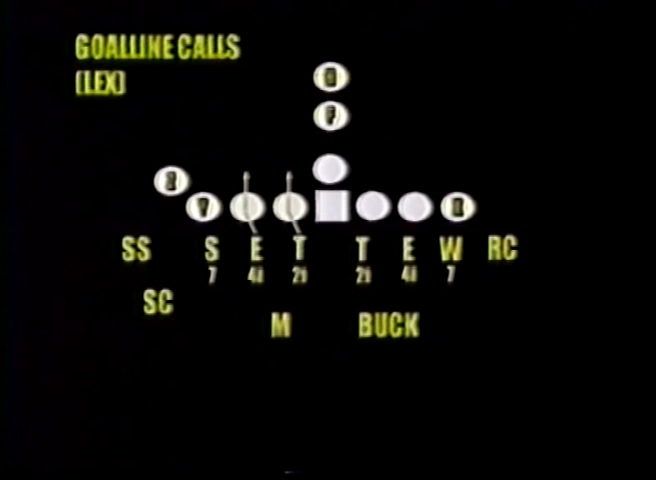 GOALLINE CALLS
(LEX)
F
Y
SS S E T T E W RC
7 4i 2i 2i 4i 7
SC
M BUCK